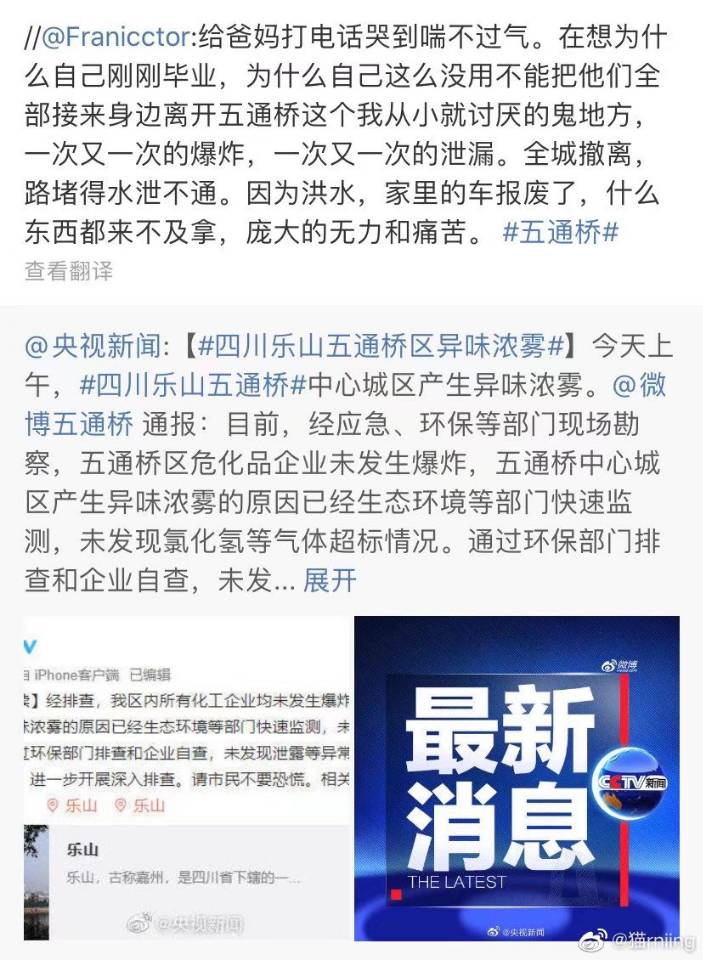 //@Franicctor:给爸妈打电话哭到喘不过气。在想为什
么自己刚刚毕业，为什么自己这么没用不能把他们全
部接来身边离开五通桥这个我从小就讨厌的鬼地方，
一次又一次的爆炸，一次又一次的泄漏。全城撤离，
路堵得水泄不通。因为洪水，家里的车报废了，什么
东西都来不及拿，庞大的无力和痛苦。 #五通桥#
查看翻译
@央视新闻:【#四川乐山五通桥区异味浓雾#】今天上
午，#四川乐山五通桥#中心城区产生异味浓雾。@微
博五通桥 通报：目前，经应急、环保等部门现场勘
察，五通桥区危化品企业未发生爆炸，五通桥中心城
区产生异味浓雾的原因已经生态环境等部门快速监
测，未发现氯化氢等气体超标情况。通过环保部门排
查和企业自查，未发... 展开
iPhone客户端 已编辑
】经排查，我区内所有化工企业均未发生爆炸
浓雾的原因已经生态环境等部门快速监测，未
环保部门排查和企业自查，未发现泄露等异常
进一步开展深入排查。请市民不要恐慌。相关
乐山 乐山
乐山
乐山，古称嘉州，是四川省下辖的一...
@央视新闻
微博
最新
消息
CCTV新闻
THE LATEST
@央视新闻
@猫rnjing